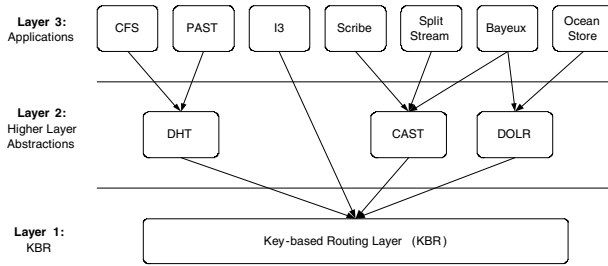 Layer 3:
Applications
CFS
PAST
I3
Scribe
Split
Stream
Bayeux
Ocean
Store
Layer 2:
Higher Layer
Abstractions
DHT
CAST
DOLR
Layer 1:
KBR
Key-based Routing Layer (KBR)